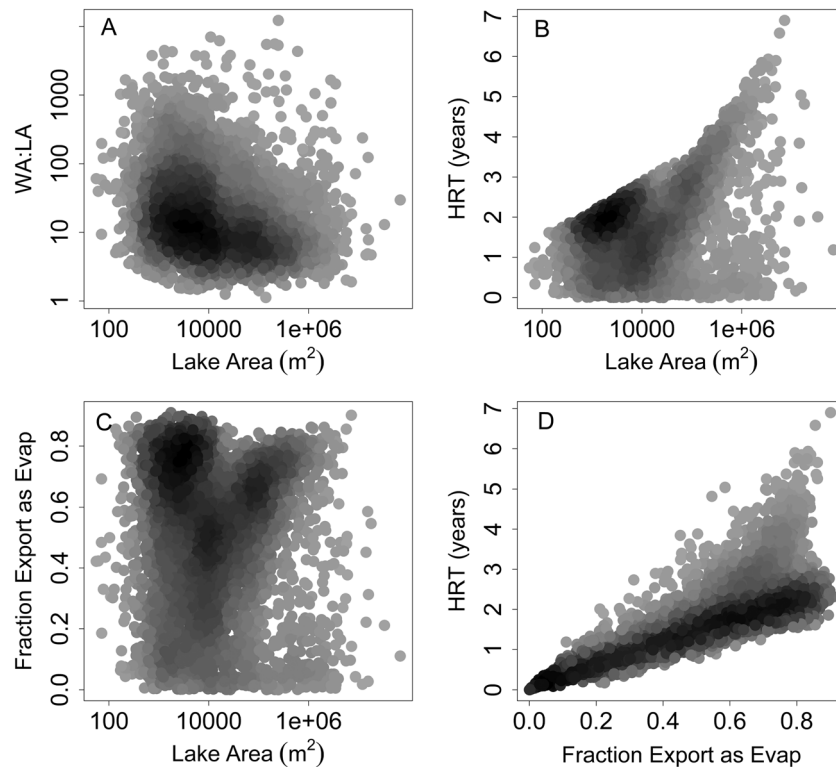 A
WA:LA
1000
100
10
1
100
10000
1e+06
Lake Area (m²)
B
HRT (years)
7
6
5
4
3
2
1
0
100
10000
1e+06
Lake Area (m²)
C
Fraction Export as Evap
0.8
0.6
0.4
0.2
0.0
100
10000
1e+06
Lake Area (m²)
D
HRT (years)
7
6
5
4
3
2
1
0
0.0
0.2
0.4
0.6
0.8
Fraction Export as Evap